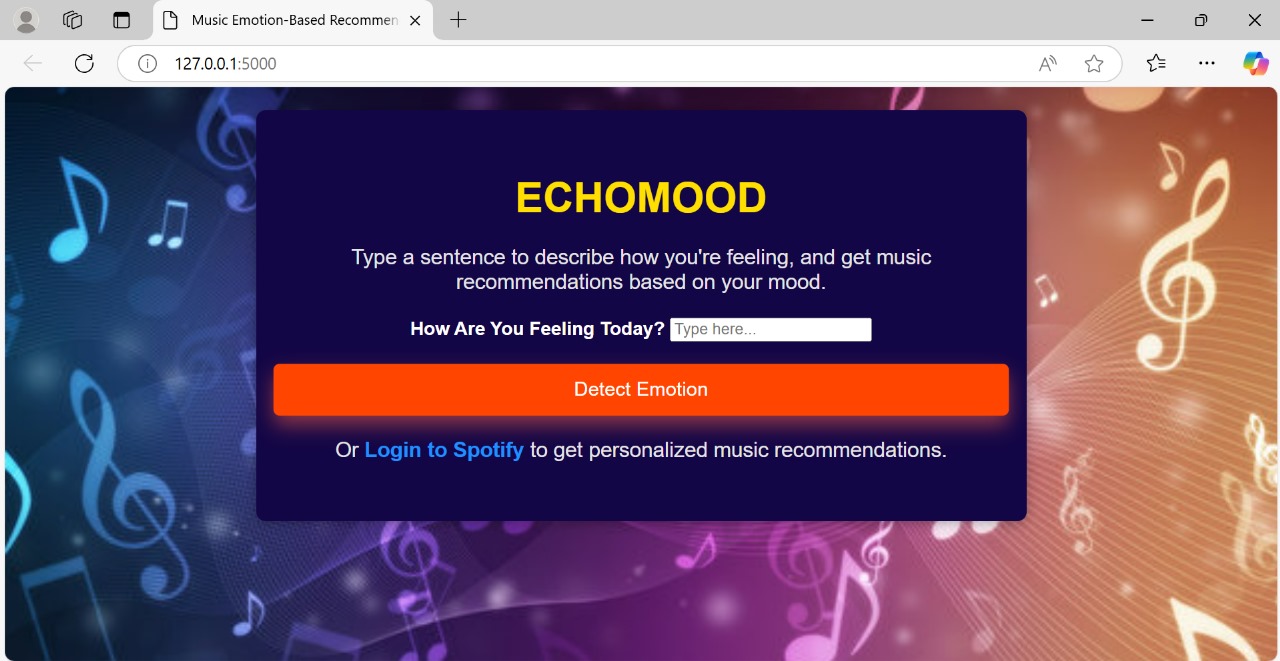 Music Emotion-Based Recommen
127.0.0.1:5000
ECHOMOOD
Type a sentence to describe how you're feeling, and get music
recommendations based on your mood.
How Are You Feeling Today? Type here...
Detect Emotion
Or Login to Spotify to get personalized music recommendations.